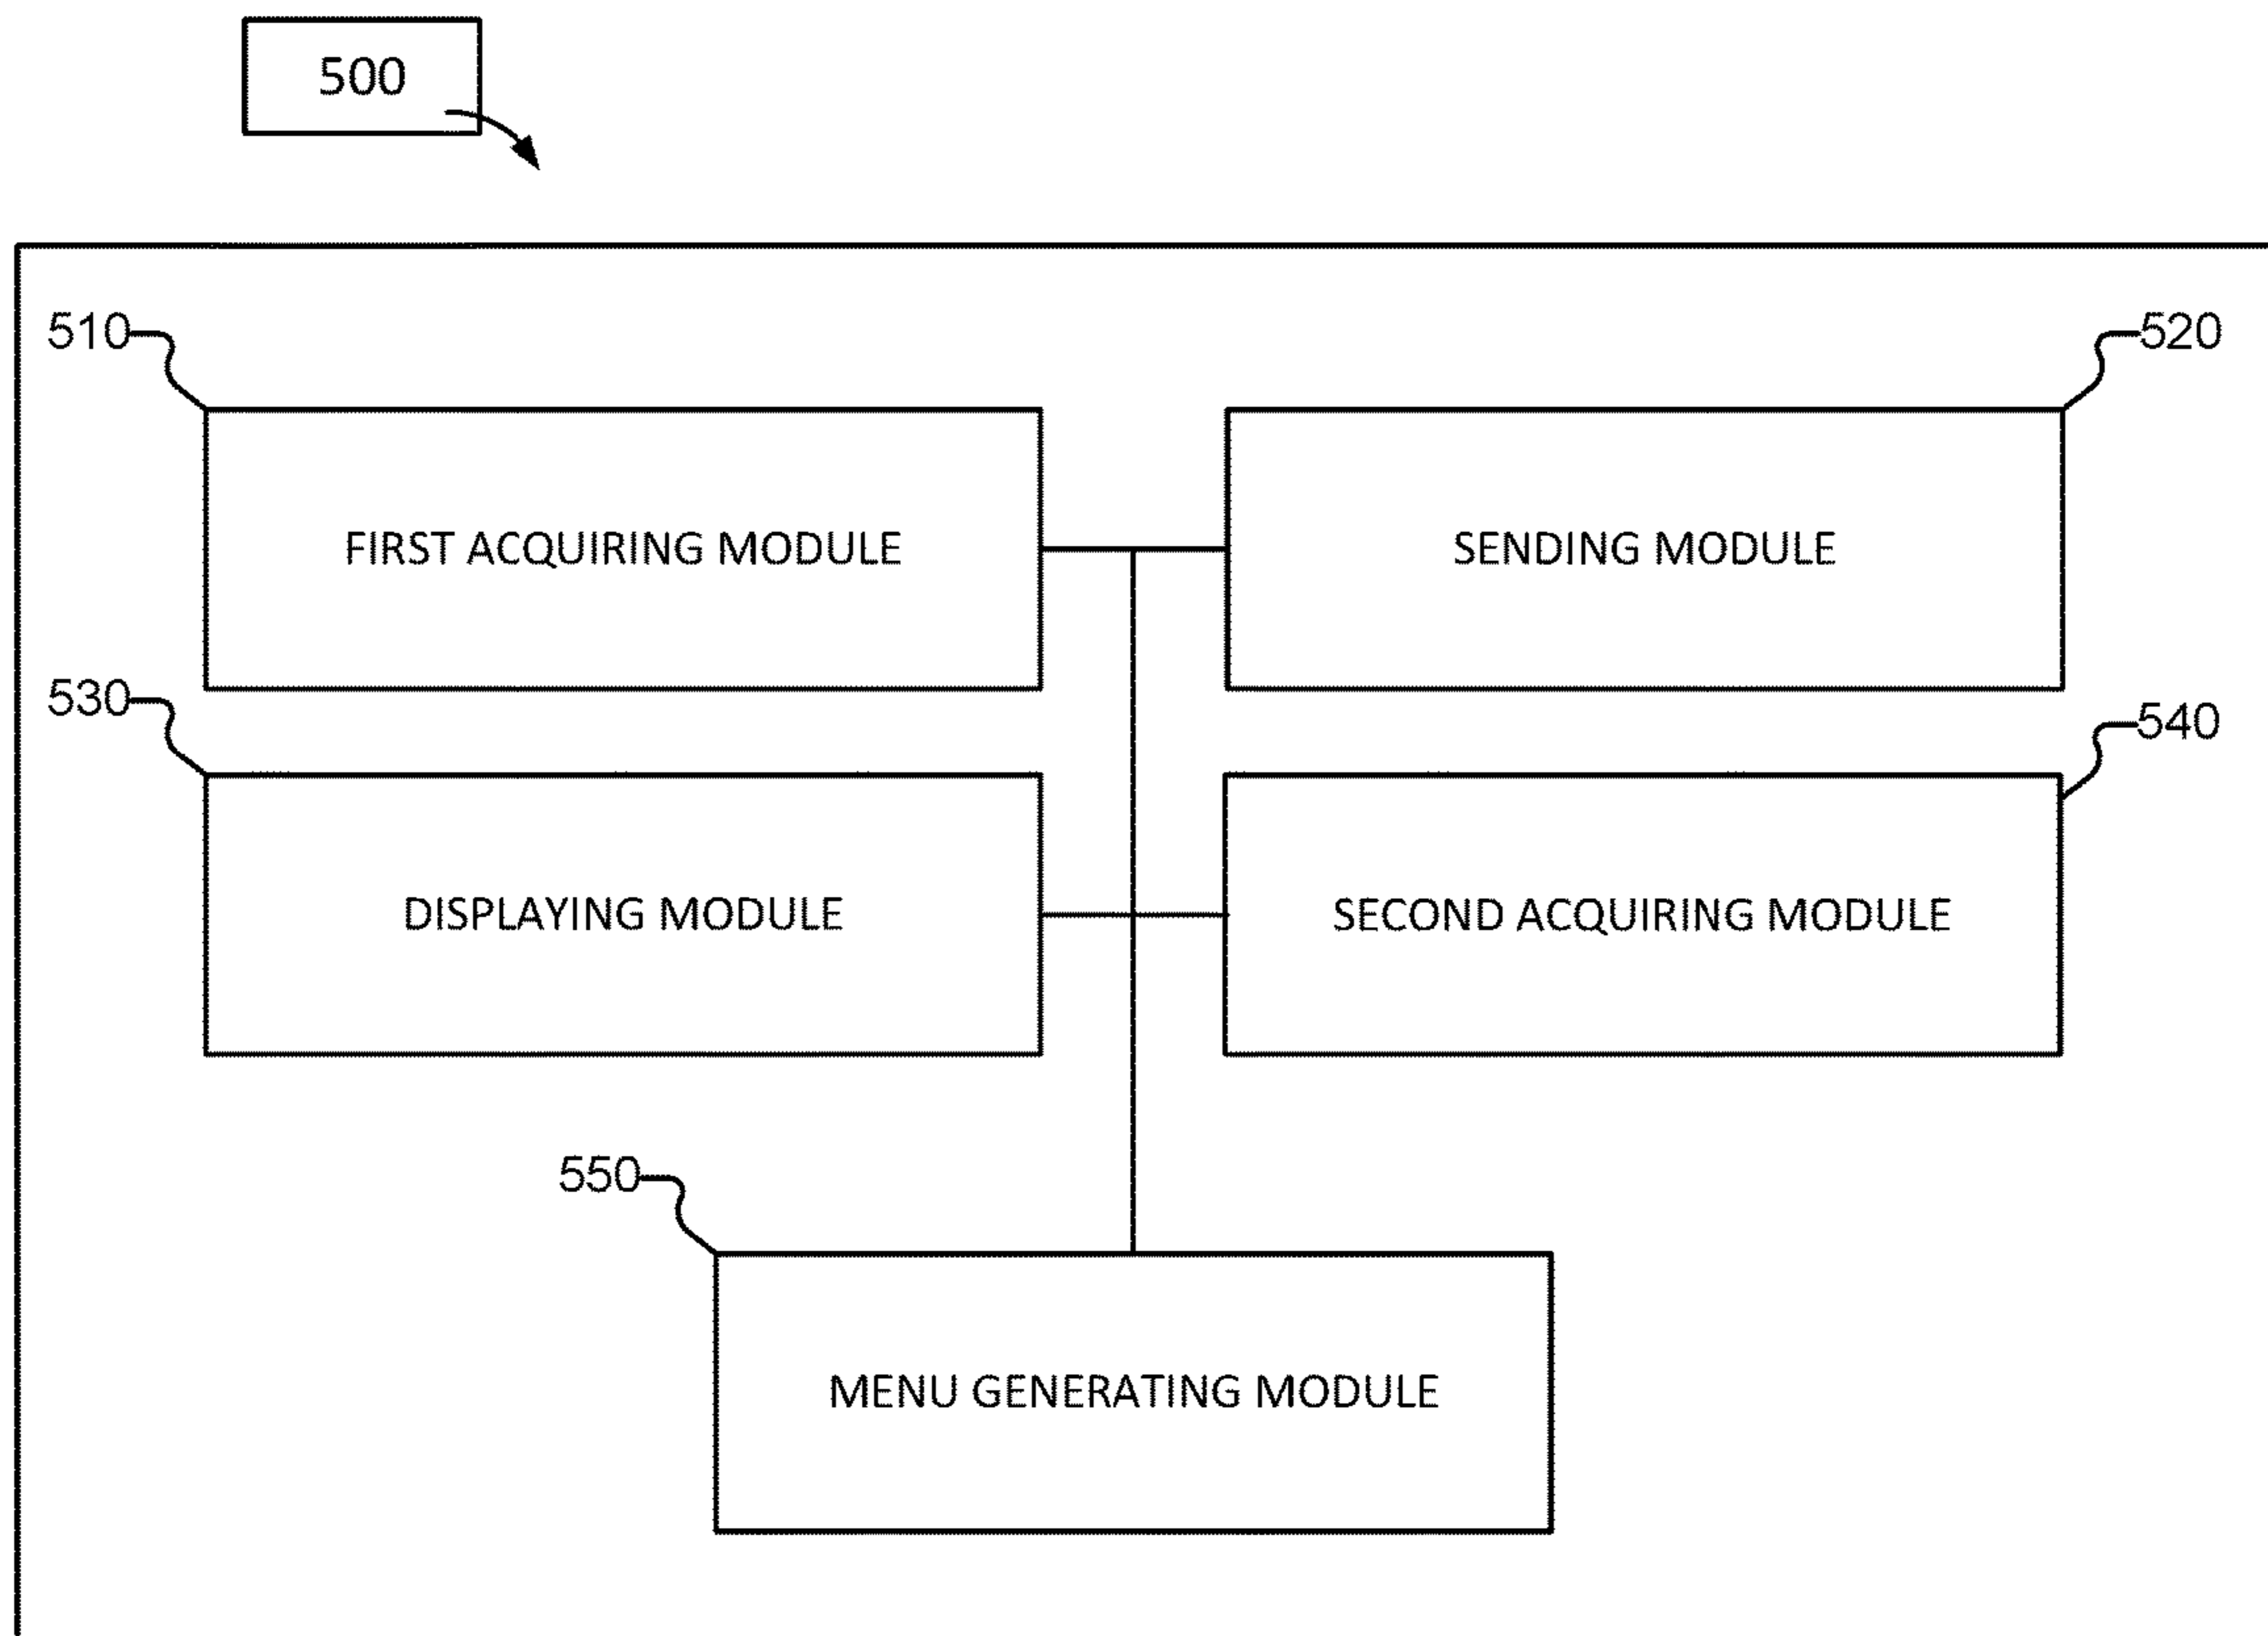 500
510
520
FIRST ACQUIRING MODULE
SENDING MODULE
530
540
DISPLAYING MODULE
SECOND ACQUIRING MODULE
550
MENU GENERATING MODULE